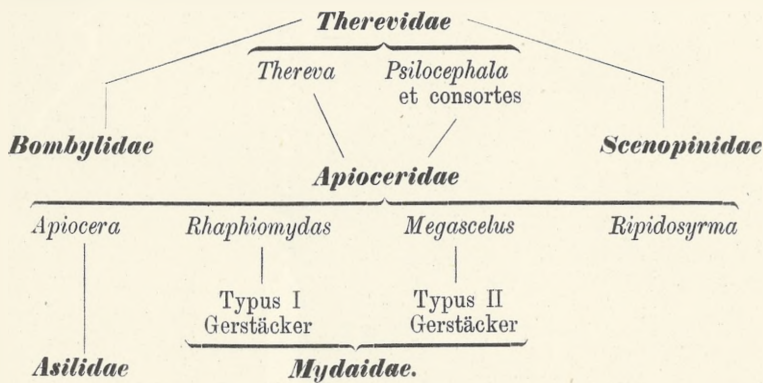 Therevidae
Thereva Psilocephala
et consortes
Bombylidae Scenopinidae
Apioceridae
Apiocera Rhaphiomydas Megascelus Ripidosyrma
Typus I Typus II
Gerstäcker Gerstäcker
Asilidae Mydaidae.